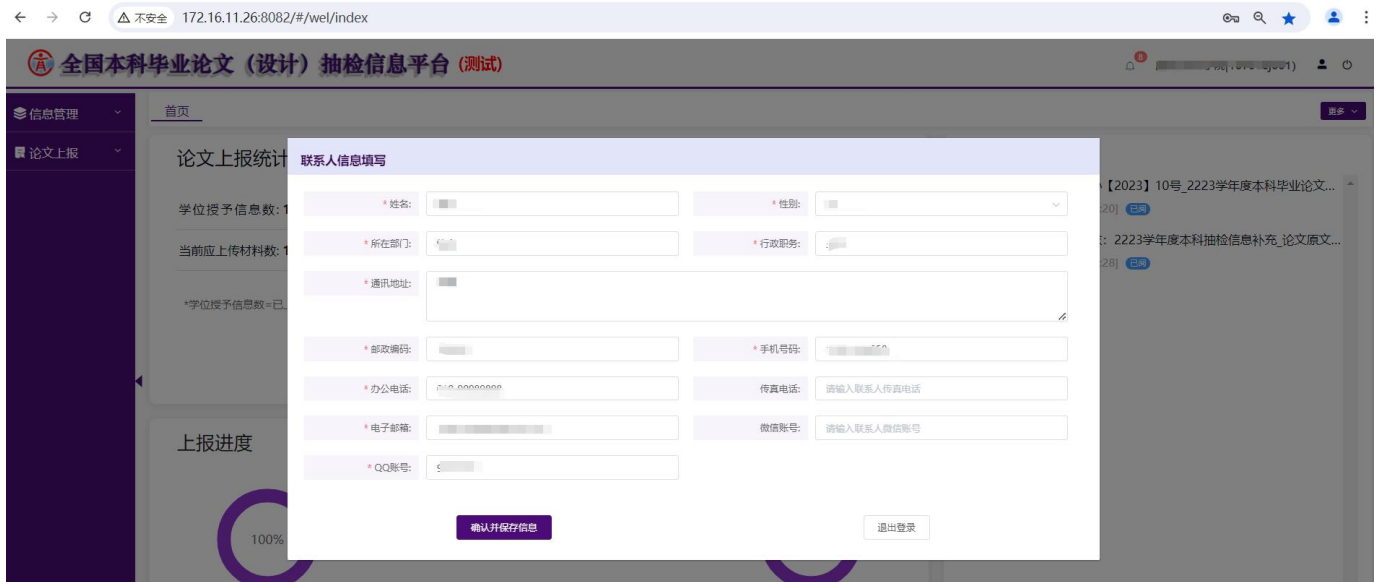 不安全 172.16.11.26:8082/#/wel/index
全国本科毕业论文（设计）抽检信息平台 (测试)
8
信息管理
首页
更多
论文上报
论文上报统计
联系人信息填写
【2023】10号_2223学年度本科毕业论文...
:20] 已阅
学位授予信息数: 1
* 姓名:
* 性别:
当前应上传材料数: 1
* 所在部门:
* 行政职务:
: 2223学年度本科抽检信息补充_论文原文...
:28] 已阅
*学位授予信息数=已
* 通讯地址:
* 邮政编码:
* 手机号码:
* 办公电话:
传真电话: 请输入联系人传真电话
上报进度
* 电子邮箱:
微信账号: 请输入联系人微信账号
* QQ账号:
确认并保存信息
退出登录
100%